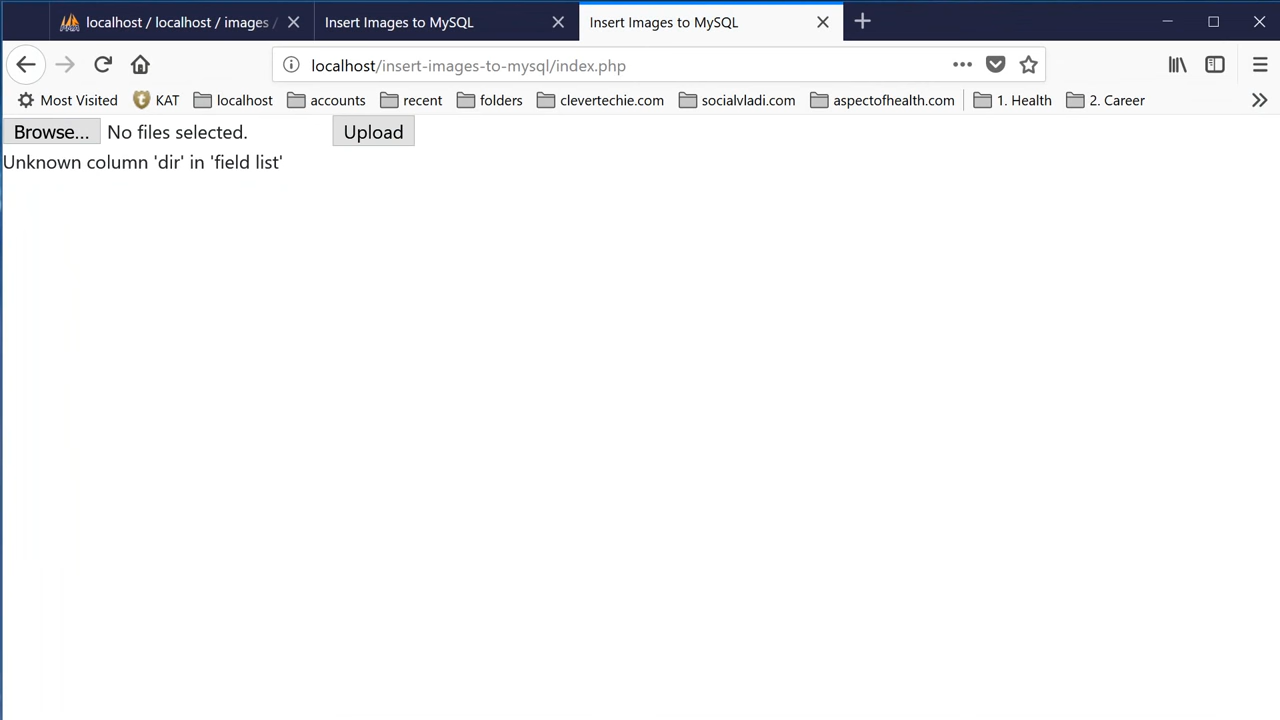 localhost / localhost / images /
Insert Images to MySQL
Insert Images to MySQL
localhost/insert-images-to-mysql/index.php
Most Visited KAT localhost accounts recent folders clevertechie.com socialvladi.com aspectofhealth.com 1. Health 2. Career
Browse... No files selected. Upload
Unknown column 'dir' in 'field list'